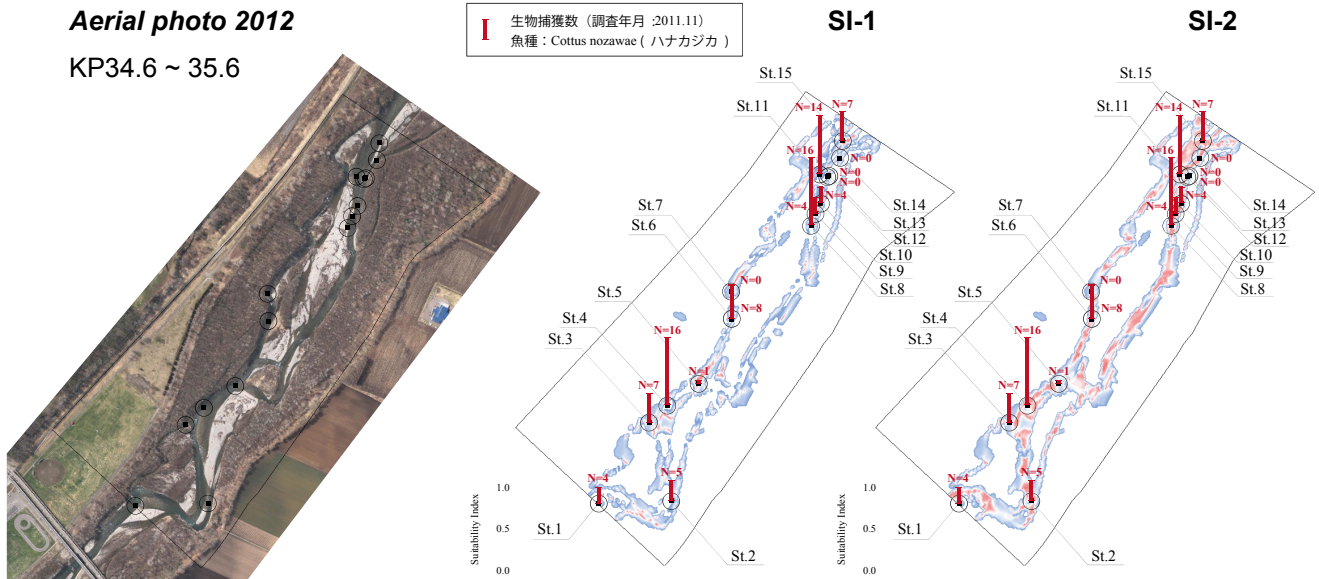 Aerial photo 2012
KP34.6 ~ 35.6
生物捕獲数（調査年月 :2011.11）
魚種：Cottus nozawae ( ハナカジカ )
SI-1
St.15
St.11
N=14
N=7
N=16
N=0
N=0
N=0
N=4
N=4
St.7
St.6
St.14
St.13
St.12
St.10
St.9
St.8
N=0
N=8
St.5
St.4
St.3
N=16
N=1
N=7
N=4
N=5
St.1
St.2
Suitability Index
1.0
0.5
0.0
SI-2
St.15
St.11
N=14
N=7
N=16
N=0
N=0
N=0
N=4
N=4
St.7
St.6
St.14
St.13
St.12
St.10
St.9
St.8
N=0
N=8
St.5
St.4
St.3
N=16
N=1
N=7
N=4
N=5
St.1
St.2
Suitability Index
1.0
0.5
0.0